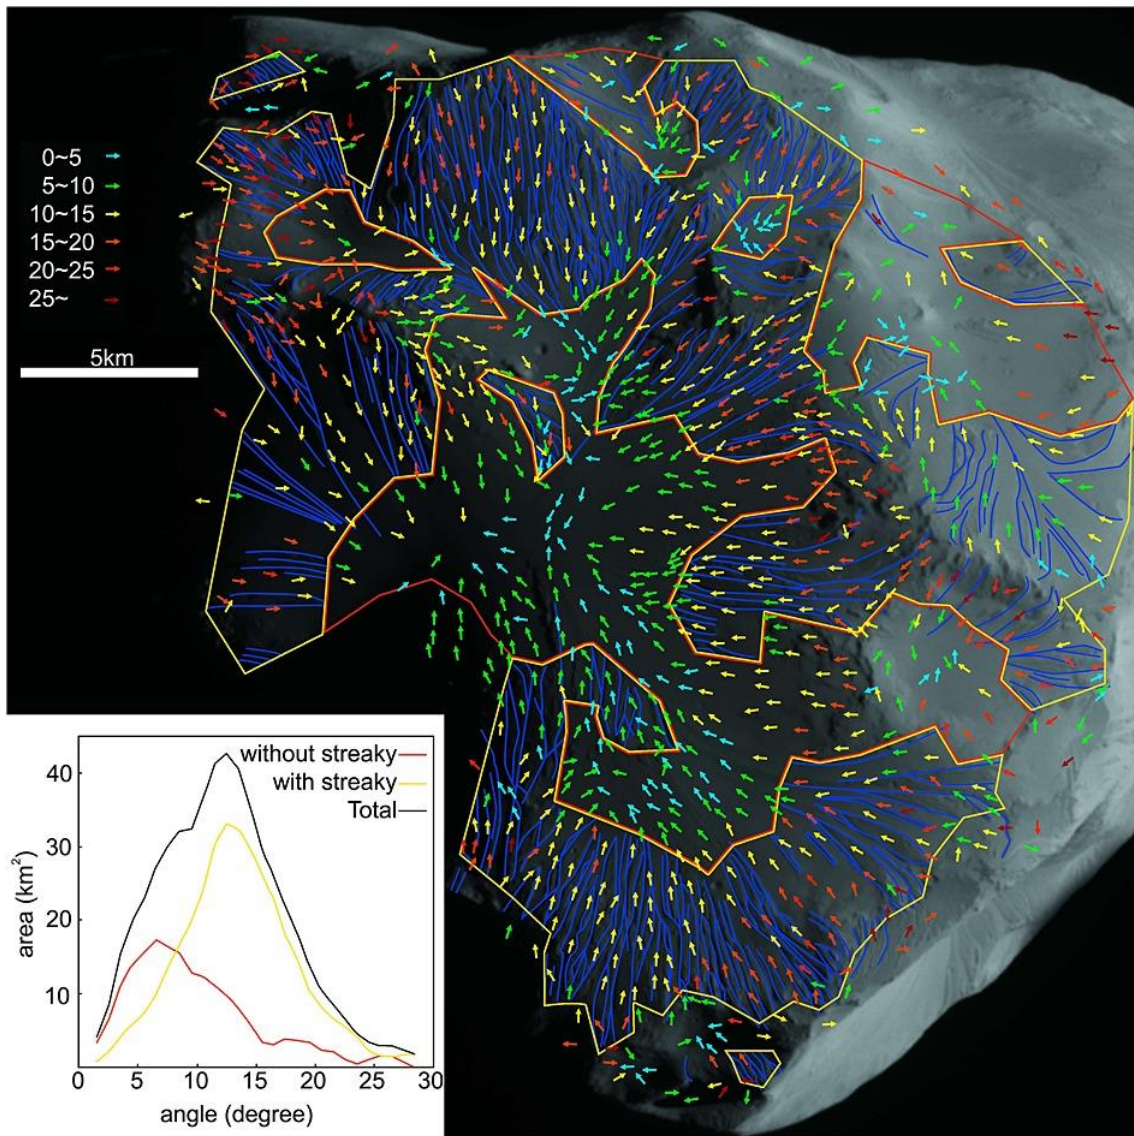 0~5
5~10
10~15
15~20
20~25
25~
5km
without streaky
with streaky
Total
40
30
20
10
area (km²)
0 5 10 15 20 25 30
angle (degree)